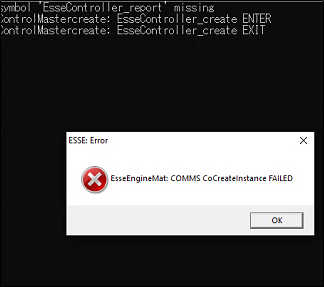 symbol 'EsseController_report' missing
ControlMastercreate: EsseController_create ENTER
ControlMastercreate: EsseController_create EXIT
ESSE: Error
EsseEngineMat: COMMS CoCreateInstance FAILED
OK